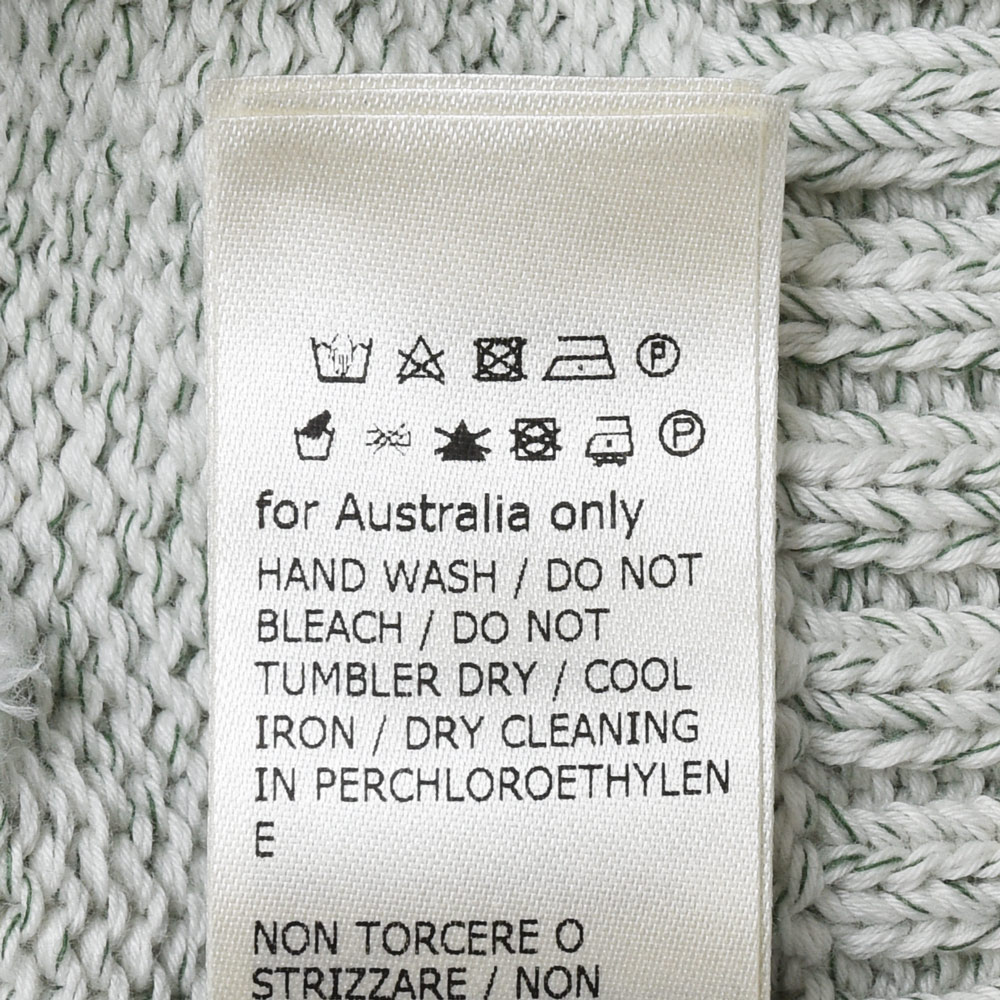 P
P
for Australia only
HAND WASH / DO NOT
BLEACH / DO NOT
TUMBLER DRY / COOL
IRON / DRY CLEANING
IN PERCHLOROETHYLEN
E
NON TORCERE O
STRIZZARE / NON